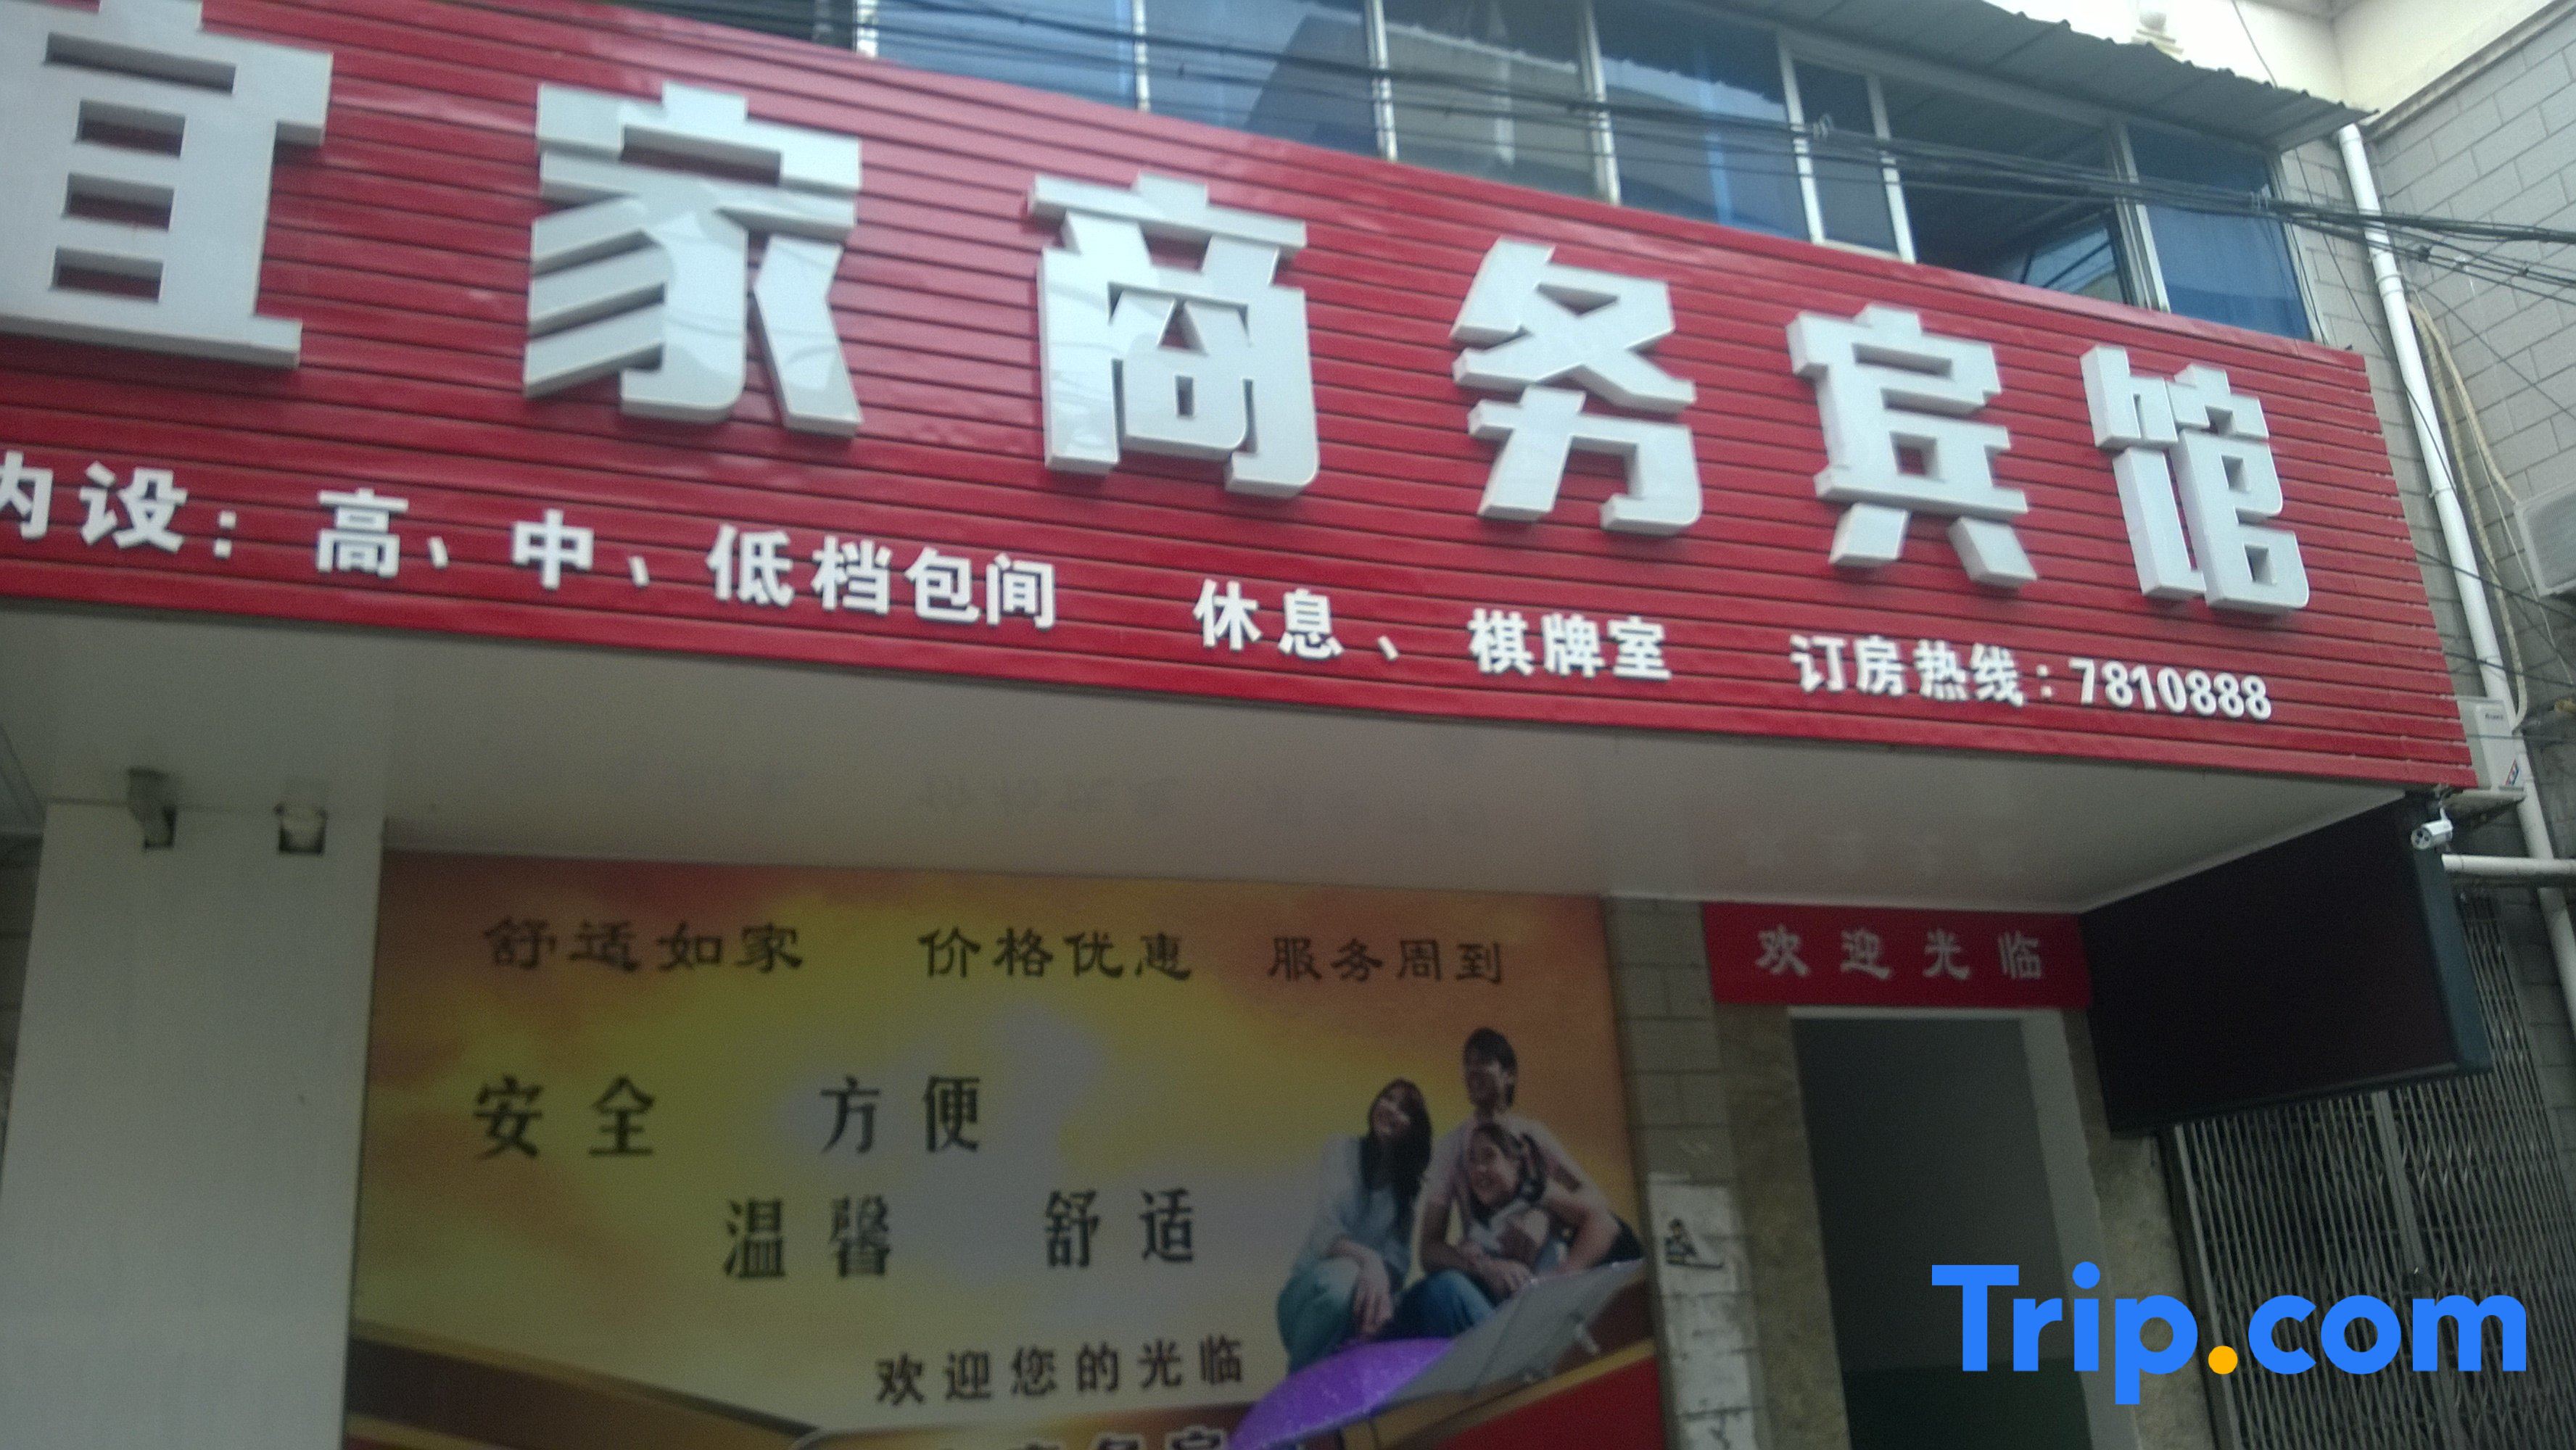 宜家商务宾馆
内设：高、中、低档包间 休息、棋牌室 订房热线：7810888
舒适如家 价格优惠 服务周到
欢迎光临
安全 方便
温馨 舒适
欢迎您的光临
Trip.com